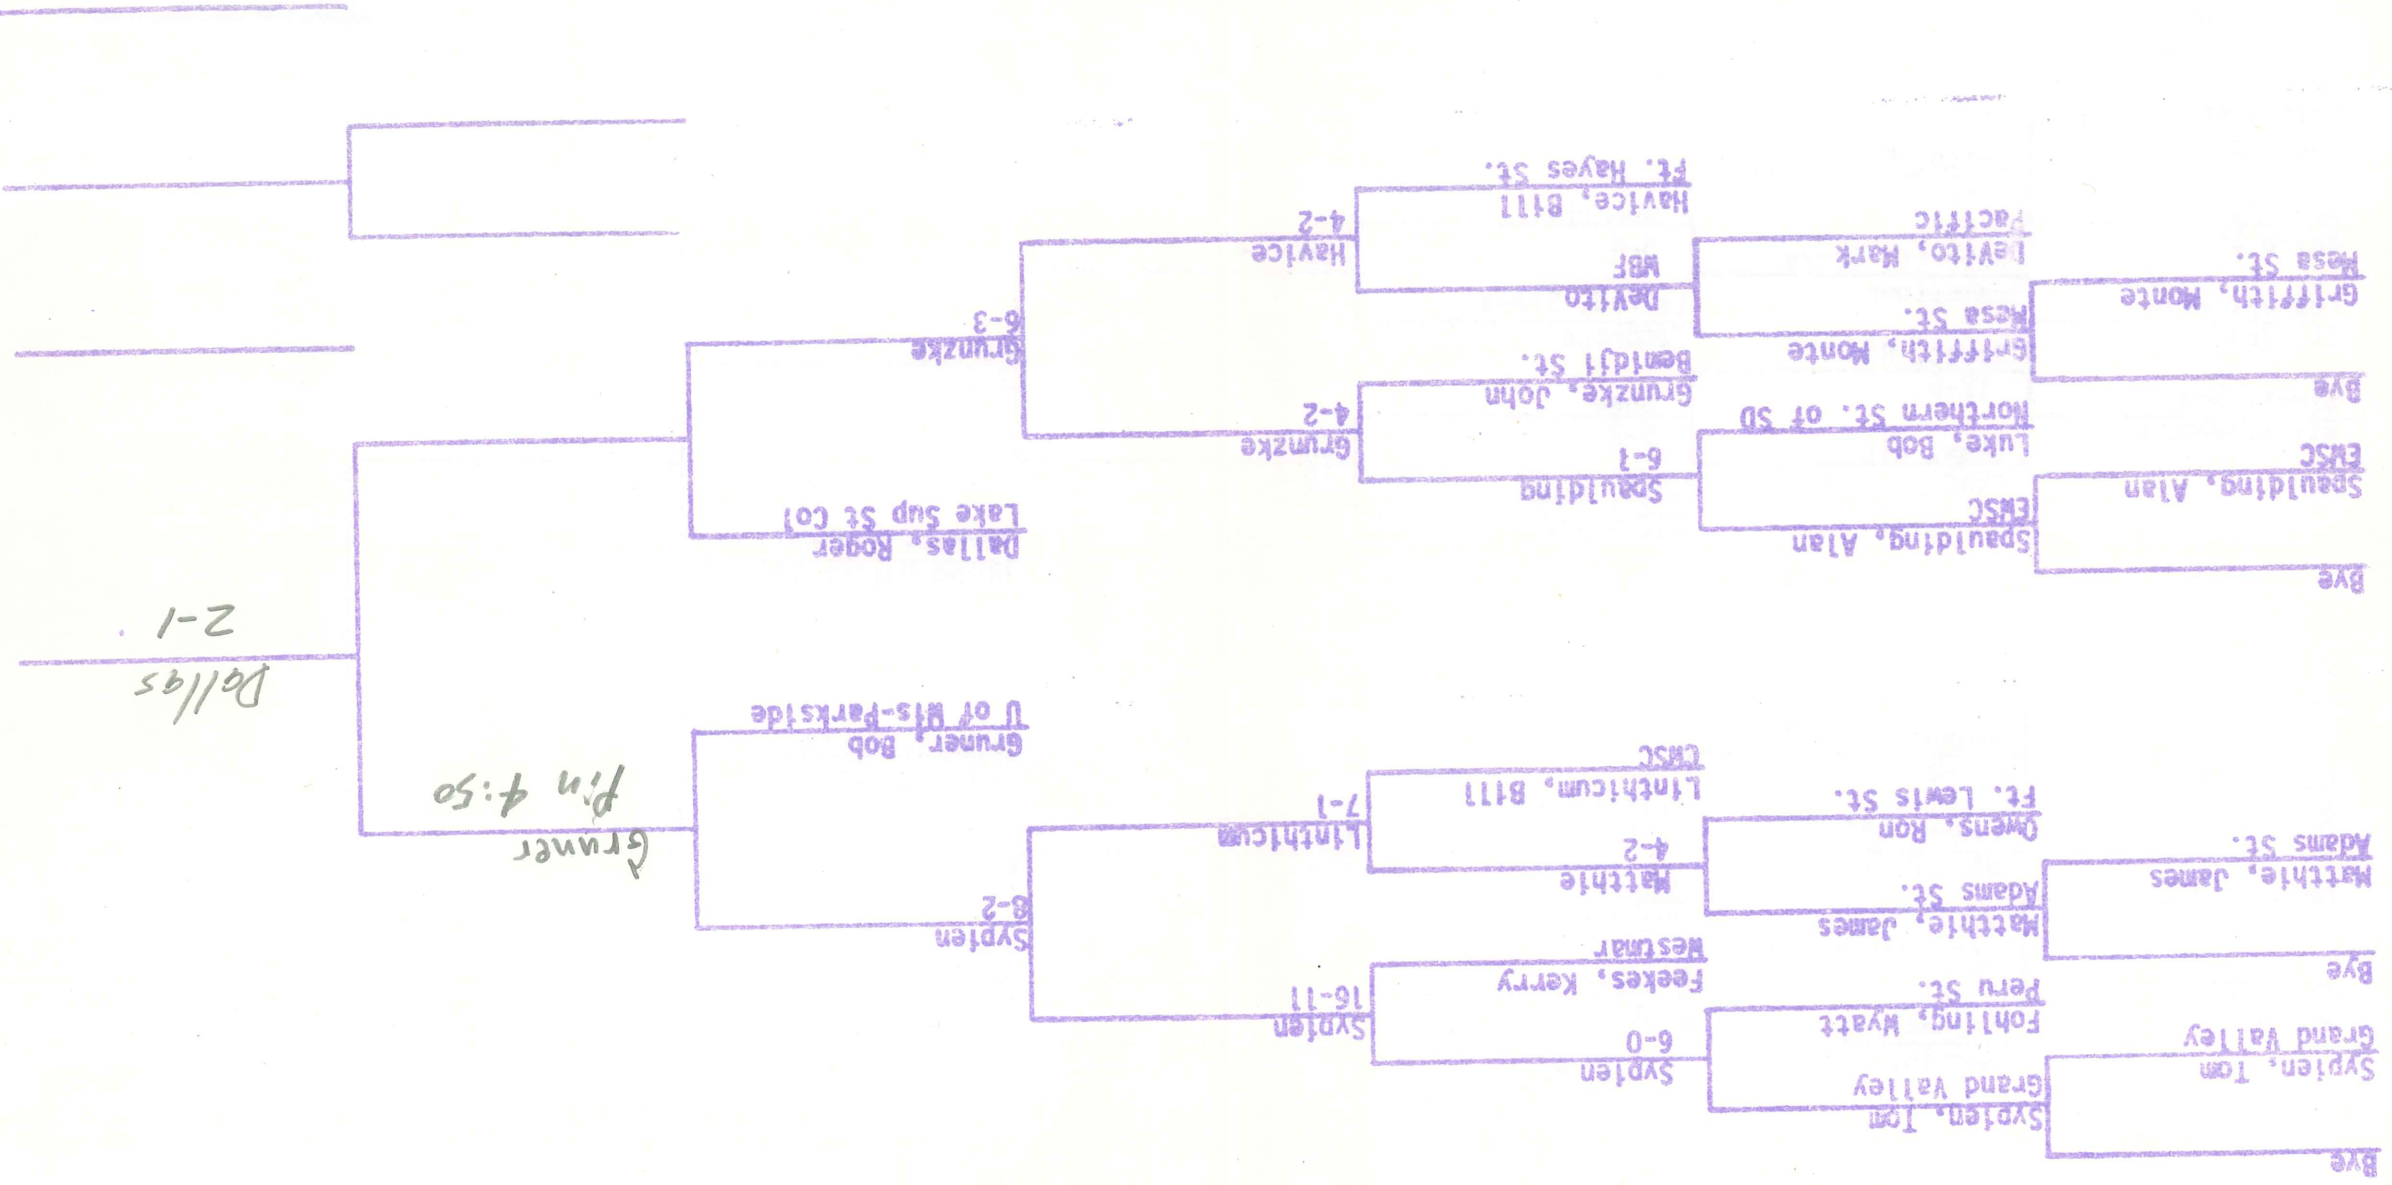 Bye
Sypien, Tom
Grand Valley
Bye
Matthie, James
Adams St.
Bye
Spaulding, Alan
EWSC
Bye
Griffith, Monte
Mesa St.
Sypien, Tom
Grand Valley
Fohling, Wyatt
Peru St.
Matthie, James
Adams St.
Owens, Ron
Ft. Lewis St.
Spaulding, Alan
EWSC
Luke, Bob
Northern St. of SD
Griffith, Monte
Mesa St.
DeVito, Mark
Pacific
Sypien
6-0
Feekes, Kerry
Westmar
Matthie
4-2
Linthicum, Bill
CWSC
Spaulding
6-1
Grunzke, John
Bemidji St.
DeVito
WBF
Havice, Bill
Ft. Hayes St.
Sypien
16-11
Linthicum
7-1
Grunzke
4-2
Havice
4-2
Sypien
8-2
Gruner, Bob
U of Wis-Parkside
Dallas, Roger
Lake Sup St Col
Grunzke
6-3
Gruner
Pin 4:50
Dallas
2-1